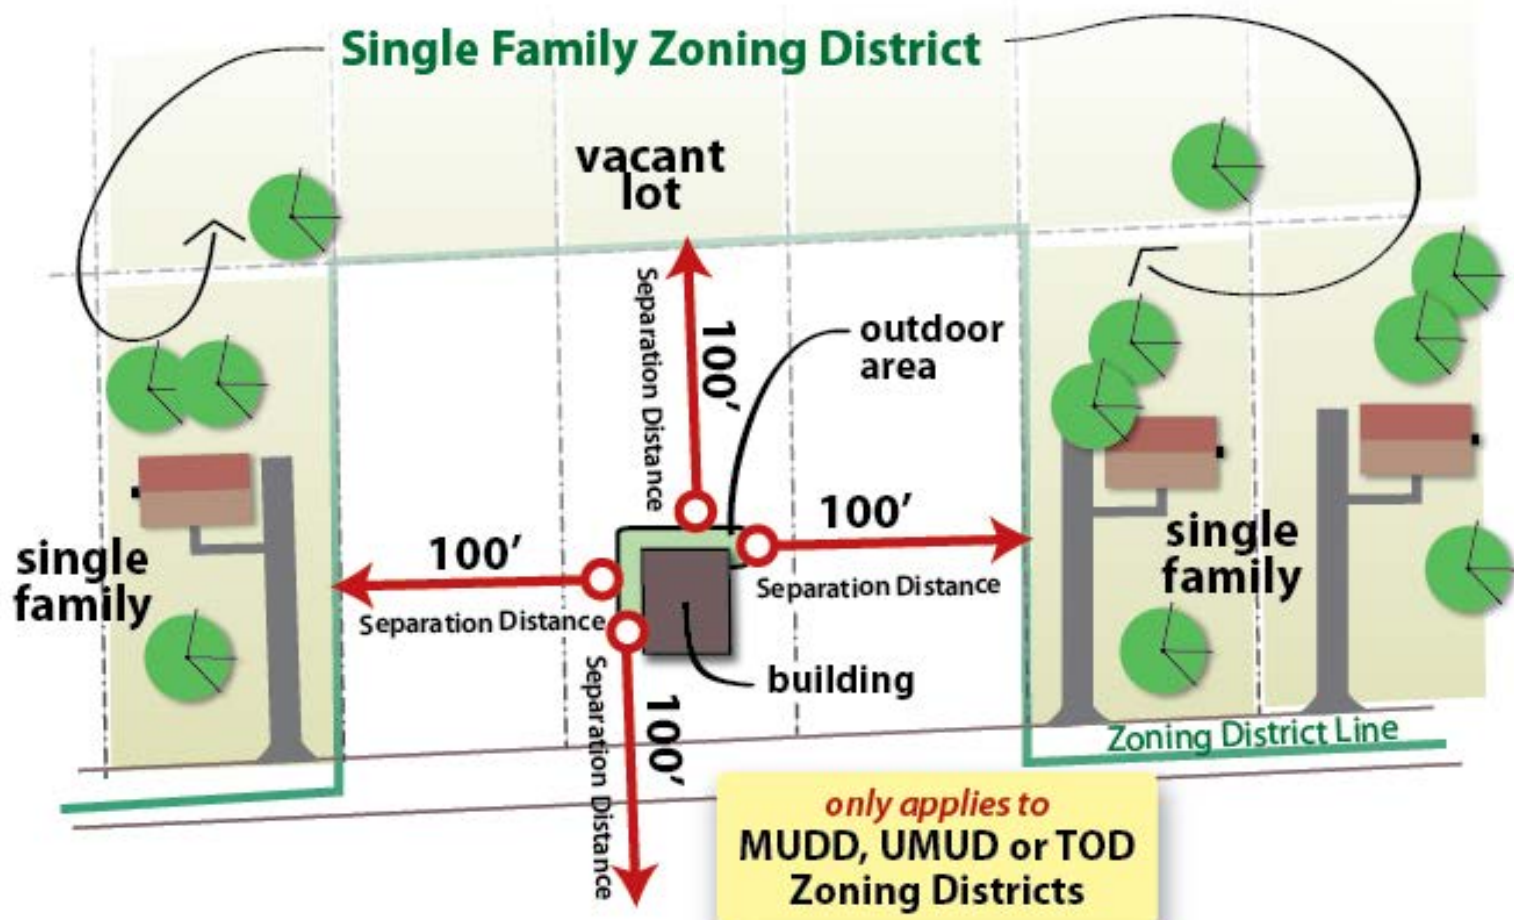 Single Family Zoning District
vacant
lot
Separation Distance
100’
outdoor
area
100’
Separation Distance
100’
Separation Distance
single
family
single
family
building
Separation Distance
100’
Zoning District Line
only applies to
MUDD, UMUD or TOD
Zoning Districts